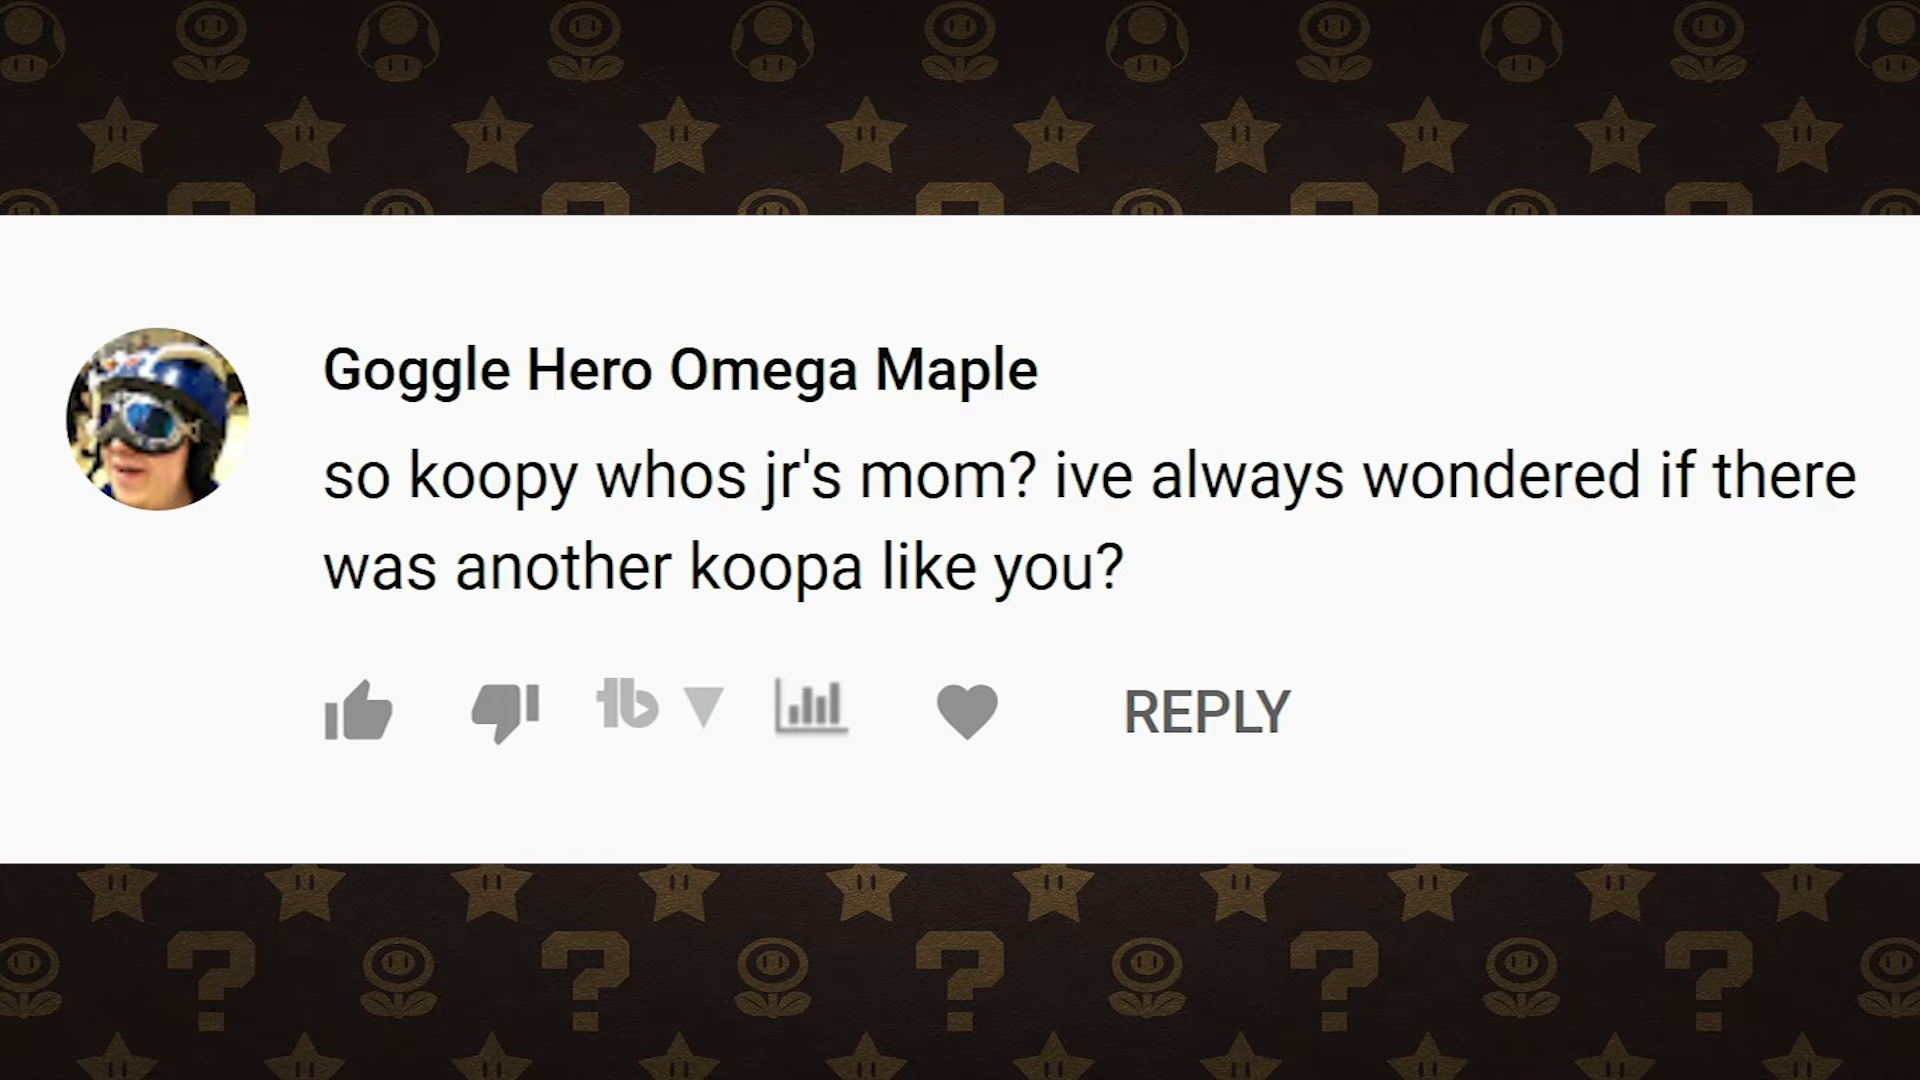 Goggle Hero Omega Maple
so koopy whos jr's mom? ive always wondered if there
was another koopa like you?
tb
REPLY